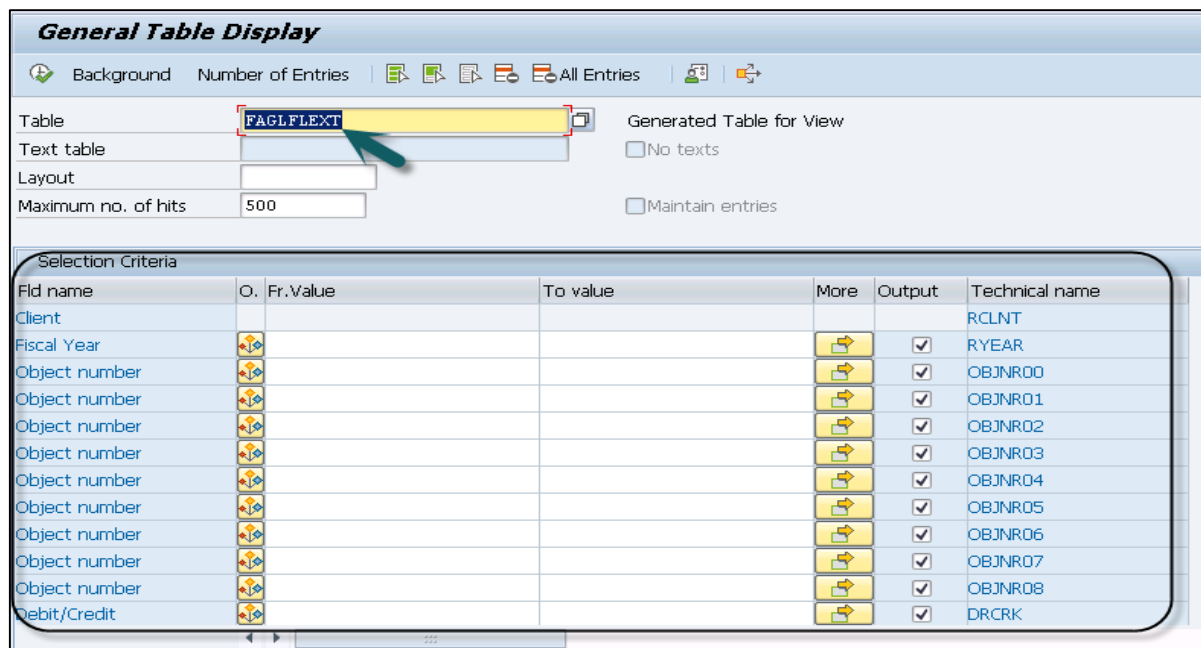 General Table Display
Background Number of Entries All Entries
Table FAGLFLEXT Generated Table for View
Text table No texts
Layout
Maximum no. of hits 500 Maintain entries
Selection Criteria
Fld name O. Fr.Value To value More Output Technical name
Client RCLNT
Fiscal Year RYEAR
Object number OBJNR00
Object number OBJNR01
Object number OBJNR02
Object number OBJNR03
Object number OBJNR04
Object number OBJNR05
Object number OBJNR06
Object number OBJNR07
Object number OBJNR08
Debit/Credit DRCRK